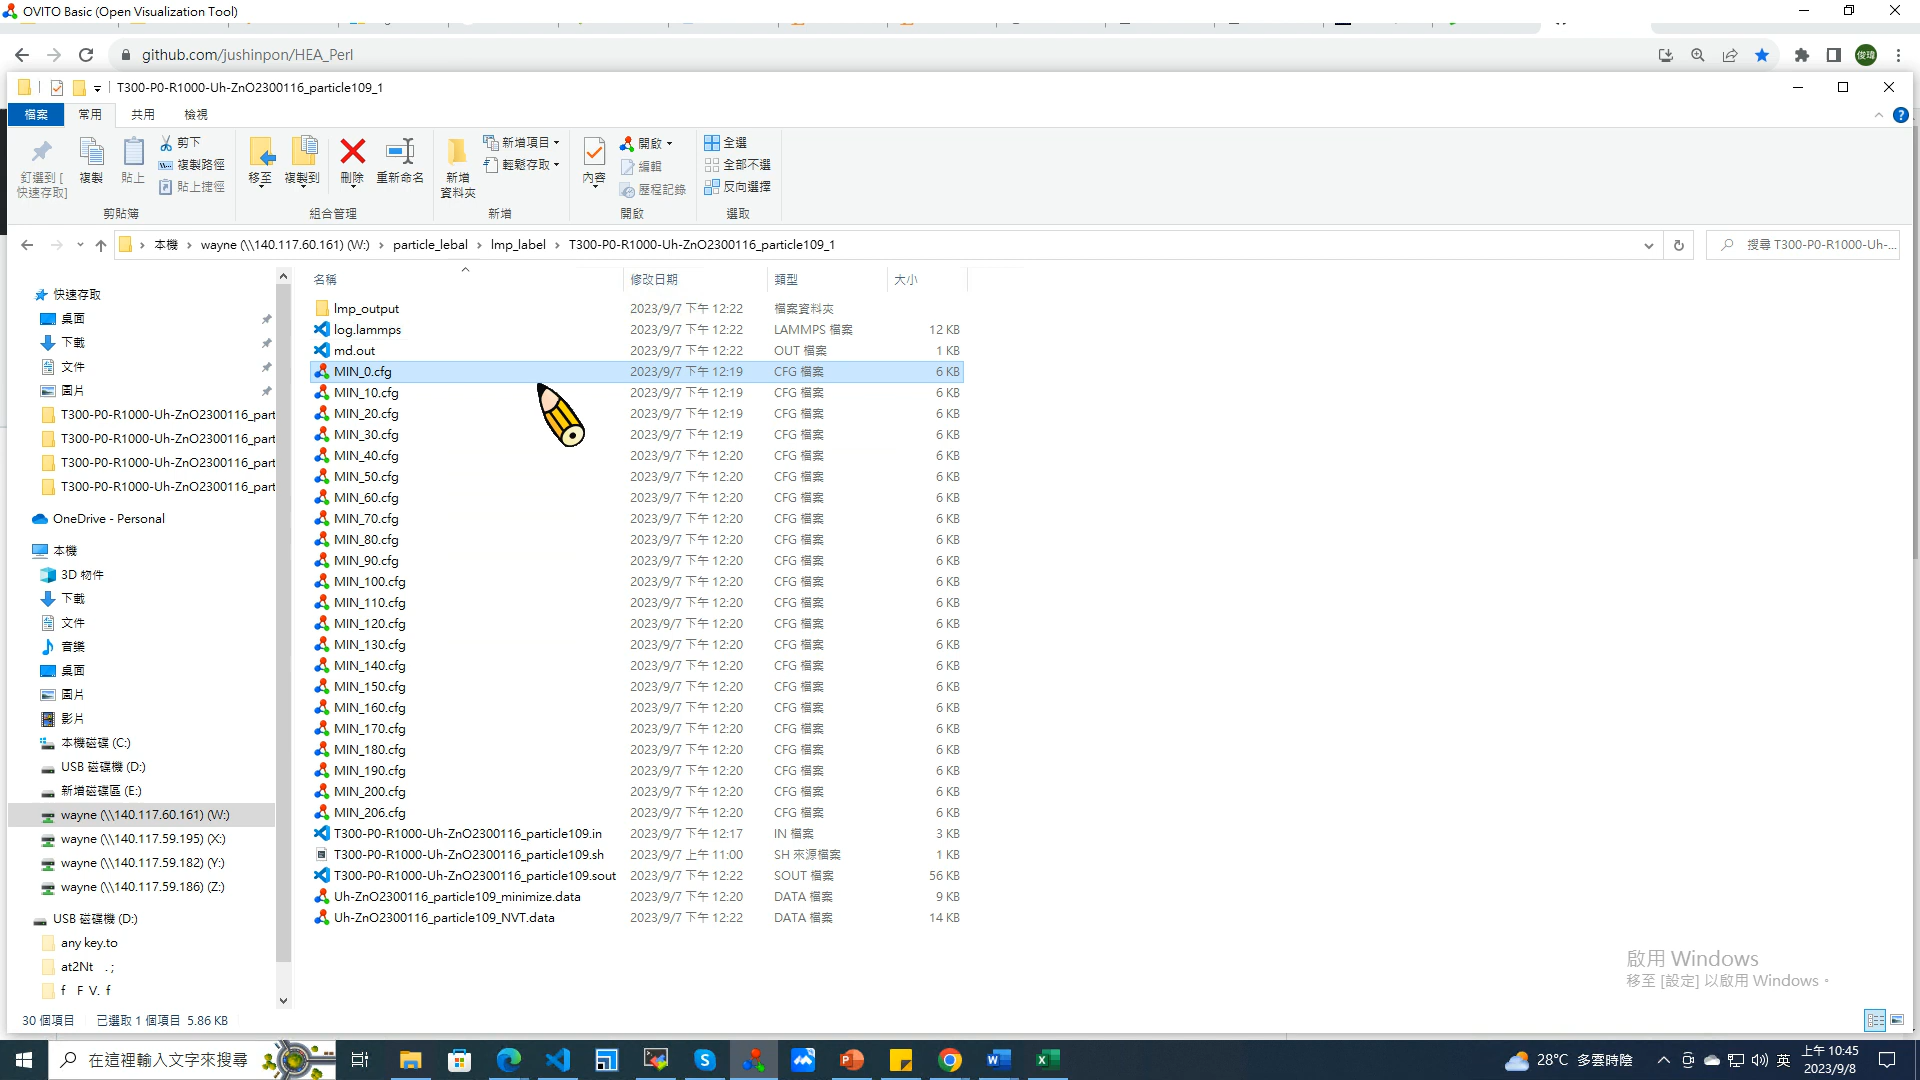 OVITO Basic (Open Visualization Tool)
github.com/jushinpon/HEA_Perl
俊瑋
T300-P0-R1000-Uh-ZnO2300116_particle109_1
檔案 常用 共用 檢視
釘選到 [快速存取]
複製
貼上
剪下
複製路徑
貼上捷徑
剪貼簿
移至
複製到
刪除
重新命名
組合管理
新增資料夾
新增項目
輕鬆存取
新增
內容
開啟
編輯
歷程記錄
開啟
全選
全部不選
反向選擇
選取
本機 › wayne (\\140.117.60.161) (W:) › particle_lebal › lmp_label › T300-P0-R1000-Uh-ZnO2300116_particle109_1
搜尋 T300-P0-R1000-Uh-...
快速存取
桌面
下載
文件
圖片
T300-P0-R1000-Uh-ZnO2300116_part
T300-P0-R1000-Uh-ZnO2300116_part
T300-P0-R1000-Uh-ZnO2300116_part
T300-P0-R1000-Uh-ZnO2300116_part
OneDrive - Personal
本機
3D 物件
下載
文件
音樂
桌面
圖片
影片
本機磁碟 (C:)
USB 磁碟機 (D:)
新增磁碟區 (E:)
wayne (\\140.117.60.161) (W:)
wayne (\\140.117.59.195) (X:)
wayne (\\140.117.59.182) (Y:)
wayne (\\140.117.59.186) (Z:)
USB 磁碟機 (D:)
any key.to
at2Nt . ;
f F V. f
名稱 修改日期 類型 大小
lmp_output 2023/9/7 下午 12:22 檔案資料夾
log.lammps 2023/9/7 下午 12:22 LAMMPS 檔案 12 KB
md.out 2023/9/7 下午 12:22 OUT 檔案 1 KB
MIN_0.cfg 2023/9/7 下午 12:19 CFG 檔案 6 KB
MIN_10.cfg 2023/9/7 下午 12:19 CFG 檔案 6 KB
MIN_20.cfg 2023/9/7 下午 12:19 CFG 檔案 6 KB
MIN_30.cfg 2023/9/7 下午 12:19 CFG 檔案 6 KB
MIN_40.cfg 2023/9/7 下午 12:20 CFG 檔案 6 KB
MIN_50.cfg 2023/9/7 下午 12:20 CFG 檔案 6 KB
MIN_60.cfg 2023/9/7 下午 12:20 CFG 檔案 6 KB
MIN_70.cfg 2023/9/7 下午 12:20 CFG 檔案 6 KB
MIN_80.cfg 2023/9/7 下午 12:20 CFG 檔案 6 KB
MIN_90.cfg 2023/9/7 下午 12:20 CFG 檔案 6 KB
MIN_100.cfg 2023/9/7 下午 12:20 CFG 檔案 6 KB
MIN_110.cfg 2023/9/7 下午 12:20 CFG 檔案 6 KB
MIN_120.cfg 2023/9/7 下午 12:20 CFG 檔案 6 KB
MIN_130.cfg 2023/9/7 下午 12:20 CFG 檔案 6 KB
MIN_140.cfg 2023/9/7 下午 12:20 CFG 檔案 6 KB
MIN_150.cfg 2023/9/7 下午 12:20 CFG 檔案 6 KB
MIN_160.cfg 2023/9/7 下午 12:20 CFG 檔案 6 KB
MIN_170.cfg 2023/9/7 下午 12:20 CFG 檔案 6 KB
MIN_180.cfg 2023/9/7 下午 12:20 CFG 檔案 6 KB
MIN_190.cfg 2023/9/7 下午 12:20 CFG 檔案 6 KB
MIN_200.cfg 2023/9/7 下午 12:20 CFG 檔案 6 KB
MIN_206.cfg 2023/9/7 下午 12:20 CFG 檔案 6 KB
T300-P0-R1000-Uh-ZnO2300116_particle109.in 2023/9/7 下午 12:17 IN 檔案 3 KB
T300-P0-R1000-Uh-ZnO2300116_particle109.sh 2023/9/7 上午 11:00 SH 來源檔案 1 KB
T300-P0-R1000-Uh-ZnO2300116_particle109.sout 2023/9/7 下午 12:22 SOUT 檔案 56 KB
Uh-ZnO2300116_particle109_minimize.data 2023/9/7 下午 12:20 DATA 檔案 9 KB
Uh-ZnO2300116_particle109_NVT.data 2023/9/7 下午 12:22 DATA 檔案 14 KB
啟用 Windows
移至 [設定] 以啟用 Windows。
30 個項目 已選取 1 個項目 5.86 KB
在這裡輸入文字來搜尋
28°C 多雲時陰
英
上午 10:45
2023/9/8